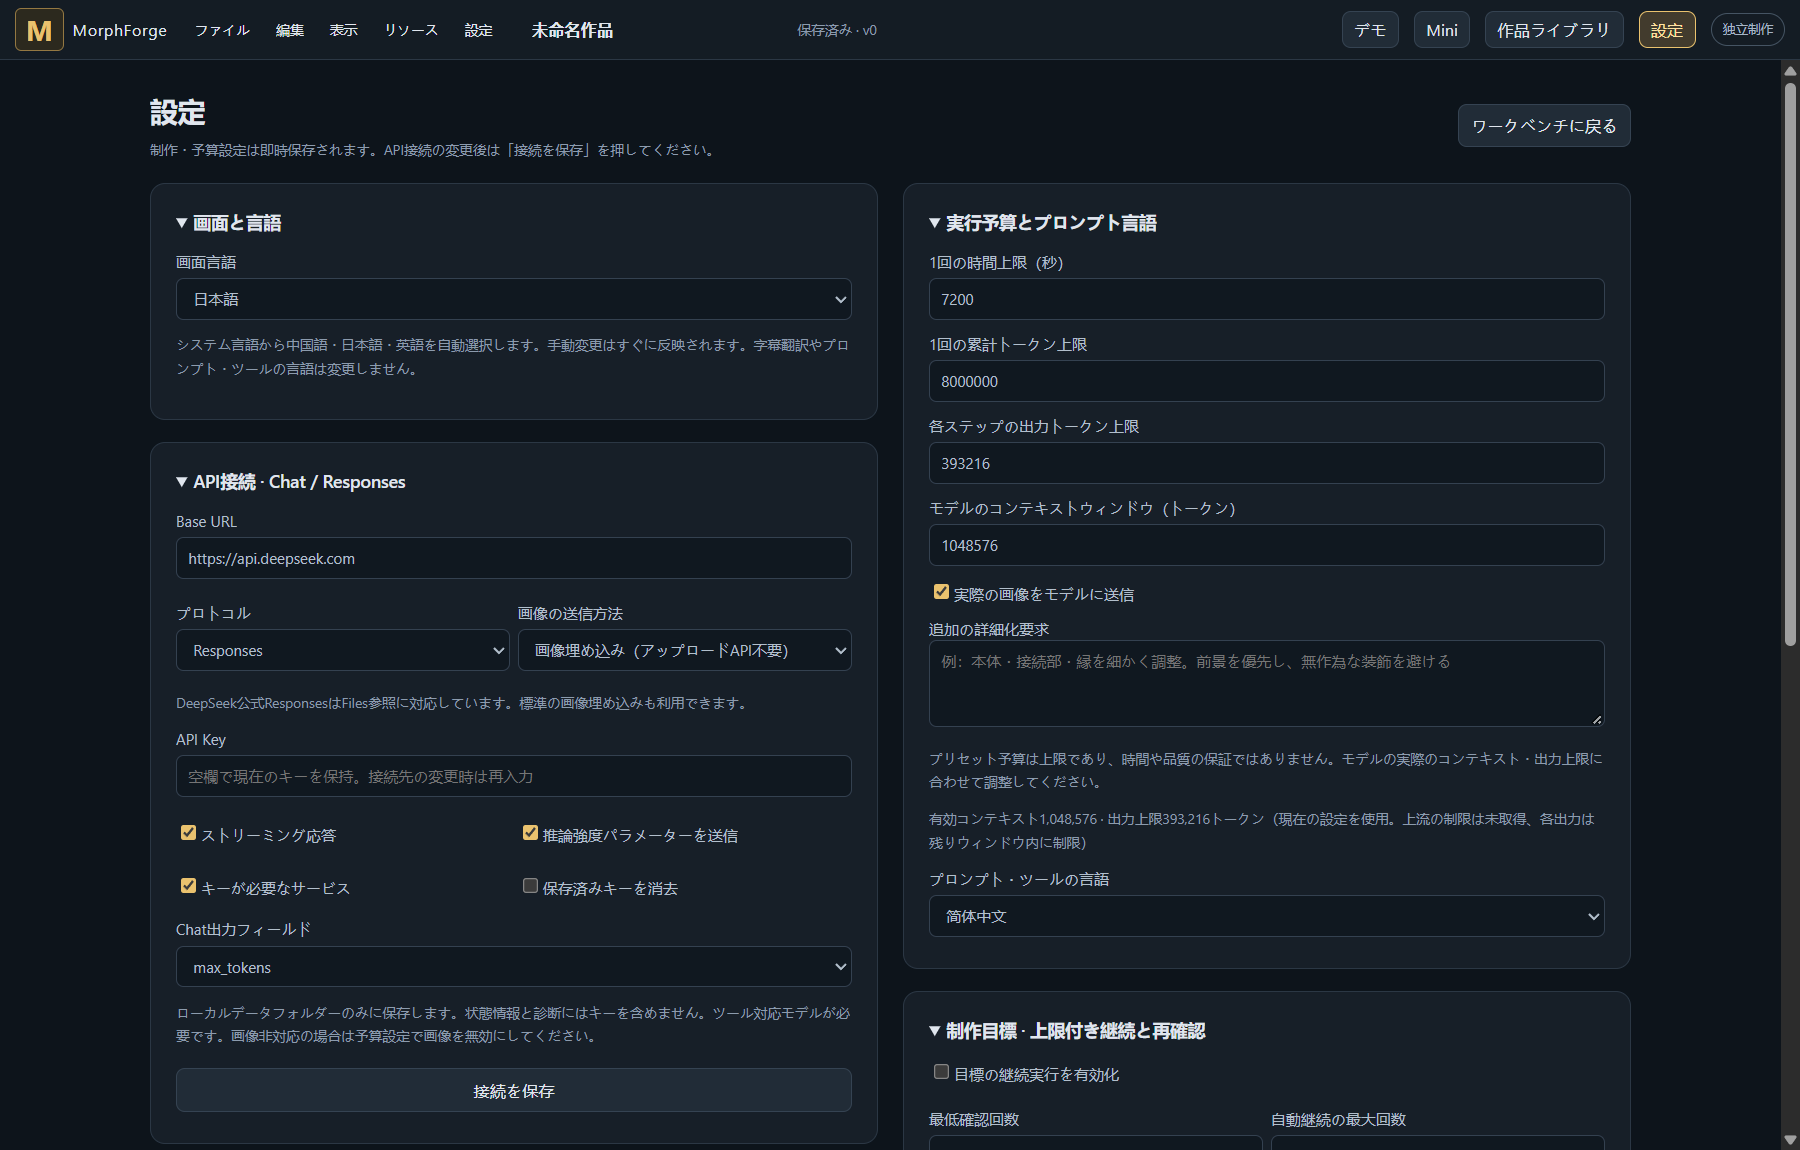 M MorphForge ファイル 編集 表示 リソース 設定 未命名作品 保存済み · v0 デモ Mini 作品ライブラリ 設定 独立制作
設定
制作・予算設定は即時保存されます。API接続の変更後は「接続を保存」を押してください。
ワークベンチに戻る
▼ 画面と言語
画面言語
日本語
システム言語から中国語・日本語・英語を自動選択します。手動変更はすぐに反映されます。字幕翻訳やプロ
ンプト・ツールの言語は変更しません。
▼ API接続 · Chat / Responses
Base URL
https://api.deepseek.com
プロトコル 画像の送信方法
Responses 画像埋め込み（アップロードAPI不要）
DeepSeek公式ResponsesはFiles参照に対応しています。標準の画像埋め込みも利用できます。
API Key
空欄で現在のキーを保持。接続先の変更時は再入力
ストリーミング応答 推論強度パラメーターを送信
キーが必要なサービス 保存済みキーを消去
Chat出力フィールド
max_tokens
ローカルデータフォルダーのみに保存します。状態情報と診断にはキーを含めません。ツール対応モデルが必
要です。画像非対応の場合は予算設定で画像を無効にしてください。
接続を保存
▼ 実行予算とプロンプト言語
1回の時間上限（秒）
7200
1回の累計トークン上限
8000000
各ステップの出力トークン上限
393216
モデルのコンテキストウィンドウ（トークン）
1048576
実際の画像をモデルに送信
追加の詳細化要求
例：本体・接続部・縁を細かく調整。前景を優先し、無作為な装飾を避ける
プリセット予算は上限であり、時間や品質の保証ではありません。モデルの実際のコンテキスト・出力上限に
合わせて調整してください。
有効コンテキスト1,048,576 · 出力上限393,216トークン（現在の設定を使用。上流の制限は未取得、各出力は
残りウィンドウ内に制限）
プロンプト・ツールの言語
简体中文
▼ 制作目標 · 上限付き継続と再確認
目標の継続実行を有効化
最低確認回数 自動継続の最大回数